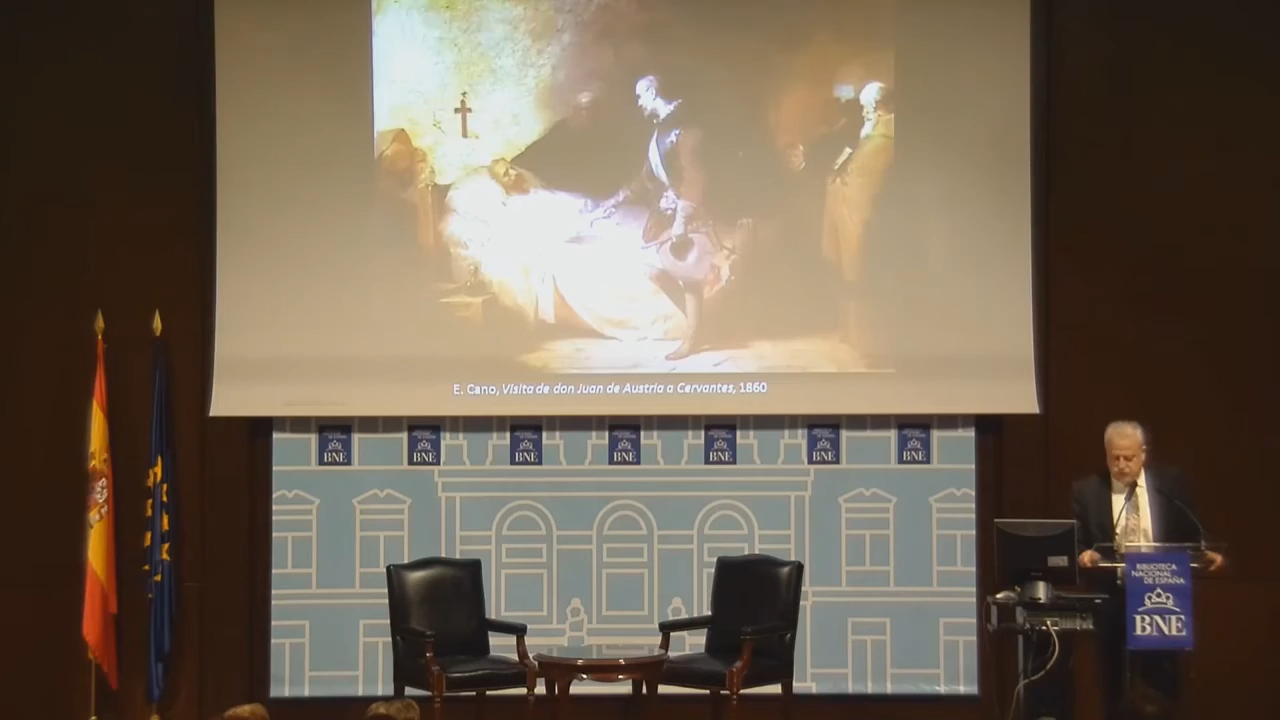 E. Cano, Visita de don Juan de Austria a Cervantes, 1860
BNE
BNE
BNE
BNE
BNE
BNE
BNE
BIBLIOTECA
NACIONAL
DE ESPAÑA
BNE